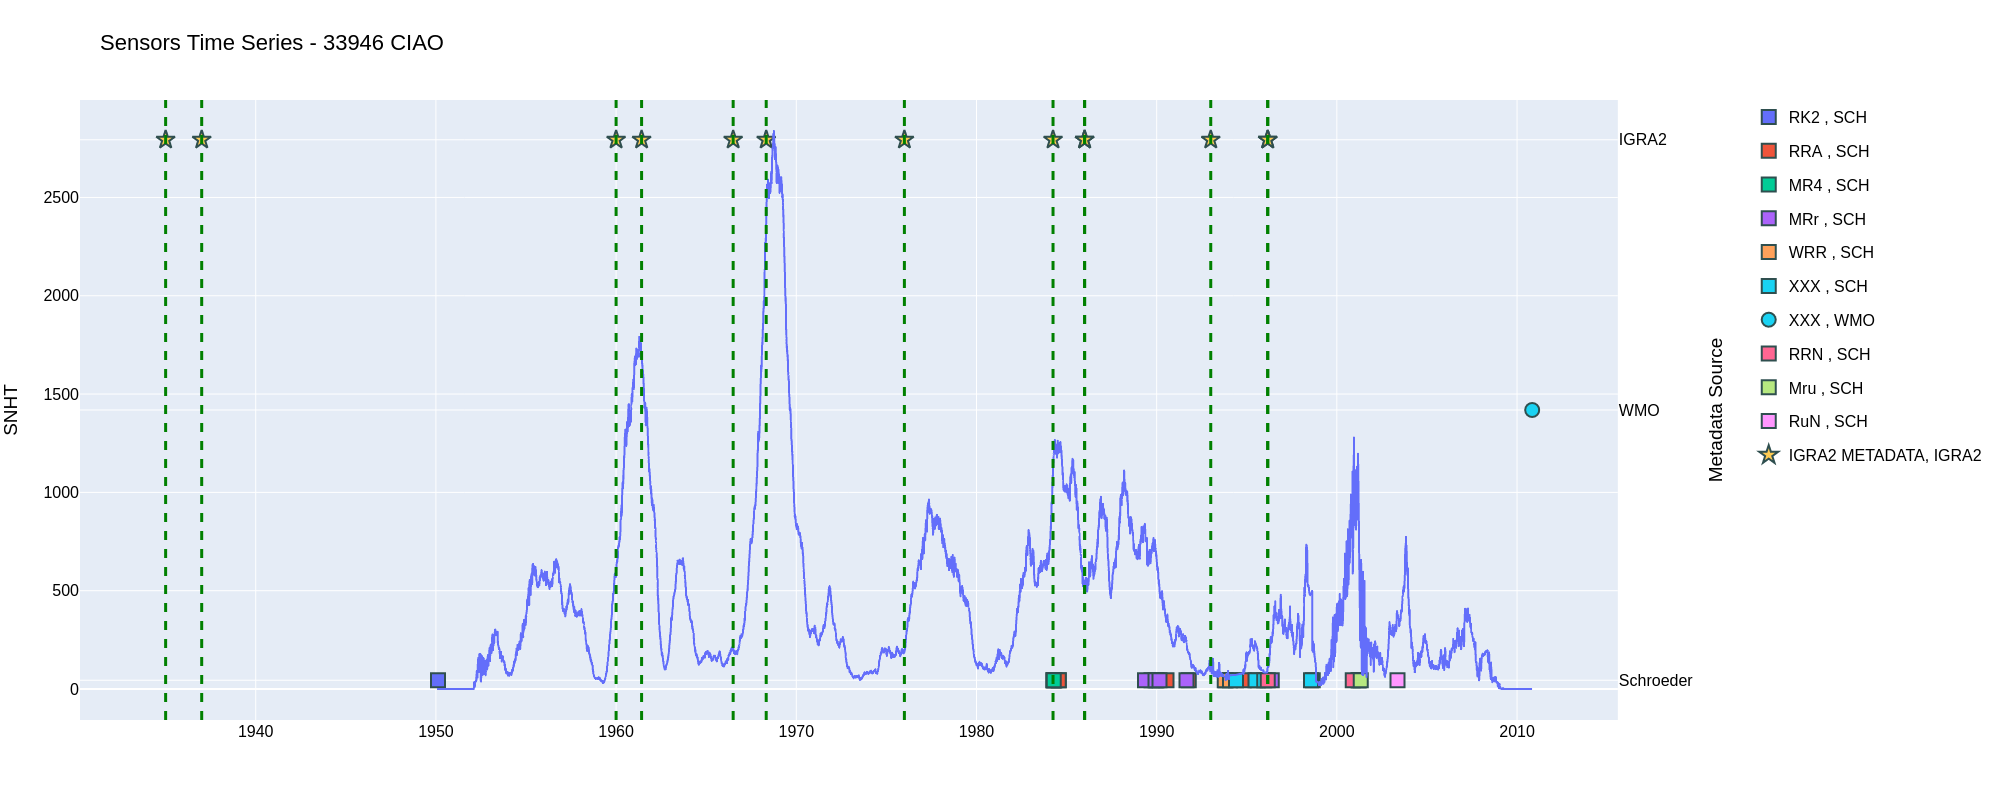 Sensors Time Series - 33946 CIAO
SNHT
2500
2000
1500
1000
500
0
1940
1950
1960
1970
1980
1990
2000
2010
IGRA2
WMO
Schroeder
Metadata Source
RK2 , SCH
RRA , SCH
MR4 , SCH
MRr , SCH
WRR , SCH
XXX , SCH
XXX , WMO
RRN , SCH
Mru , SCH
RuN , SCH
IGRA2 METADATA, IGRA2